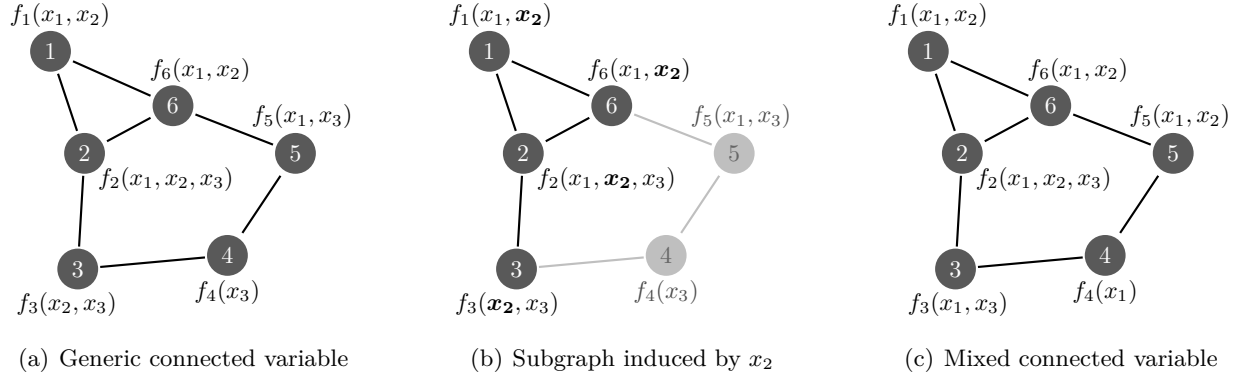 f₁(x₁, x₂)
1
f₆(x₁, x₂)
6
f₅(x₁, x₃)
2
5
f₂(x₁, x₂, x₃)
3
4
f₄(x₃)
f₃(x₂, x₃)
(a) Generic connected variable
f₁(x₁, x₂)
1
f₆(x₁, x₂)
6
f₅(x₁, x₃)
2
5
f₂(x₁, x₂, x₃)
3
4
f₄(x₃)
f₃(x₂, x₃)
(b) Subgraph induced by x₂
f₁(x₁, x₂)
1
f₆(x₁, x₂)
6
f₅(x₁, x₂)
2
5
f₂(x₁, x₂, x₃)
3
4
f₄(x₁)
f₃(x₁, x₃)
(c) Mixed connected variable